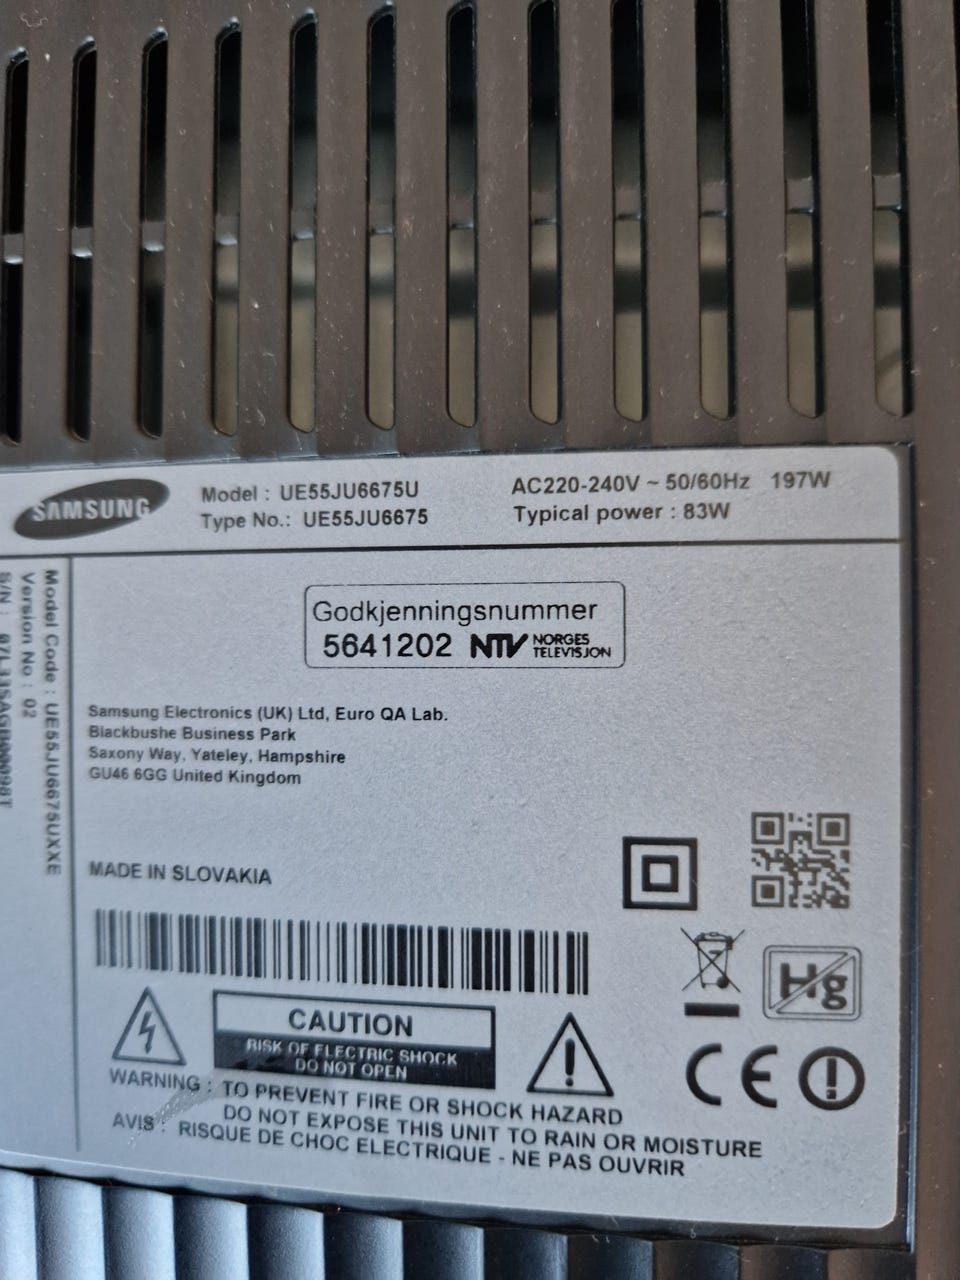 SAMSUNG
Model : UE55JU6675U
Type No.: UE55JU6675
AC220-240V ~ 50/60Hz 197W
Typical power : 83W
Model Code : UE55JU6675UXXE
Version No : 02
S/N :
Godkjenningsnummer
5641202 NTV NORGES
TELEVISJON
Samsung Electronics (UK) Ltd, Euro QA Lab.
Blackbushe Business Park
Saxony Way, Yateley, Hampshire
GU46 6GG United Kingdom
MADE IN SLOVAKIA
Hg
CAUTION
RISK OF ELECTRIC SHOCK
DO NOT OPEN
CE
WARNING : TO PREVENT FIRE OR SHOCK HAZARD
DO NOT EXPOSE THIS UNIT TO RAIN OR MOISTURE
AVIS : RISQUE DE CHOC ELECTRIQUE - NE PAS OUVRIR